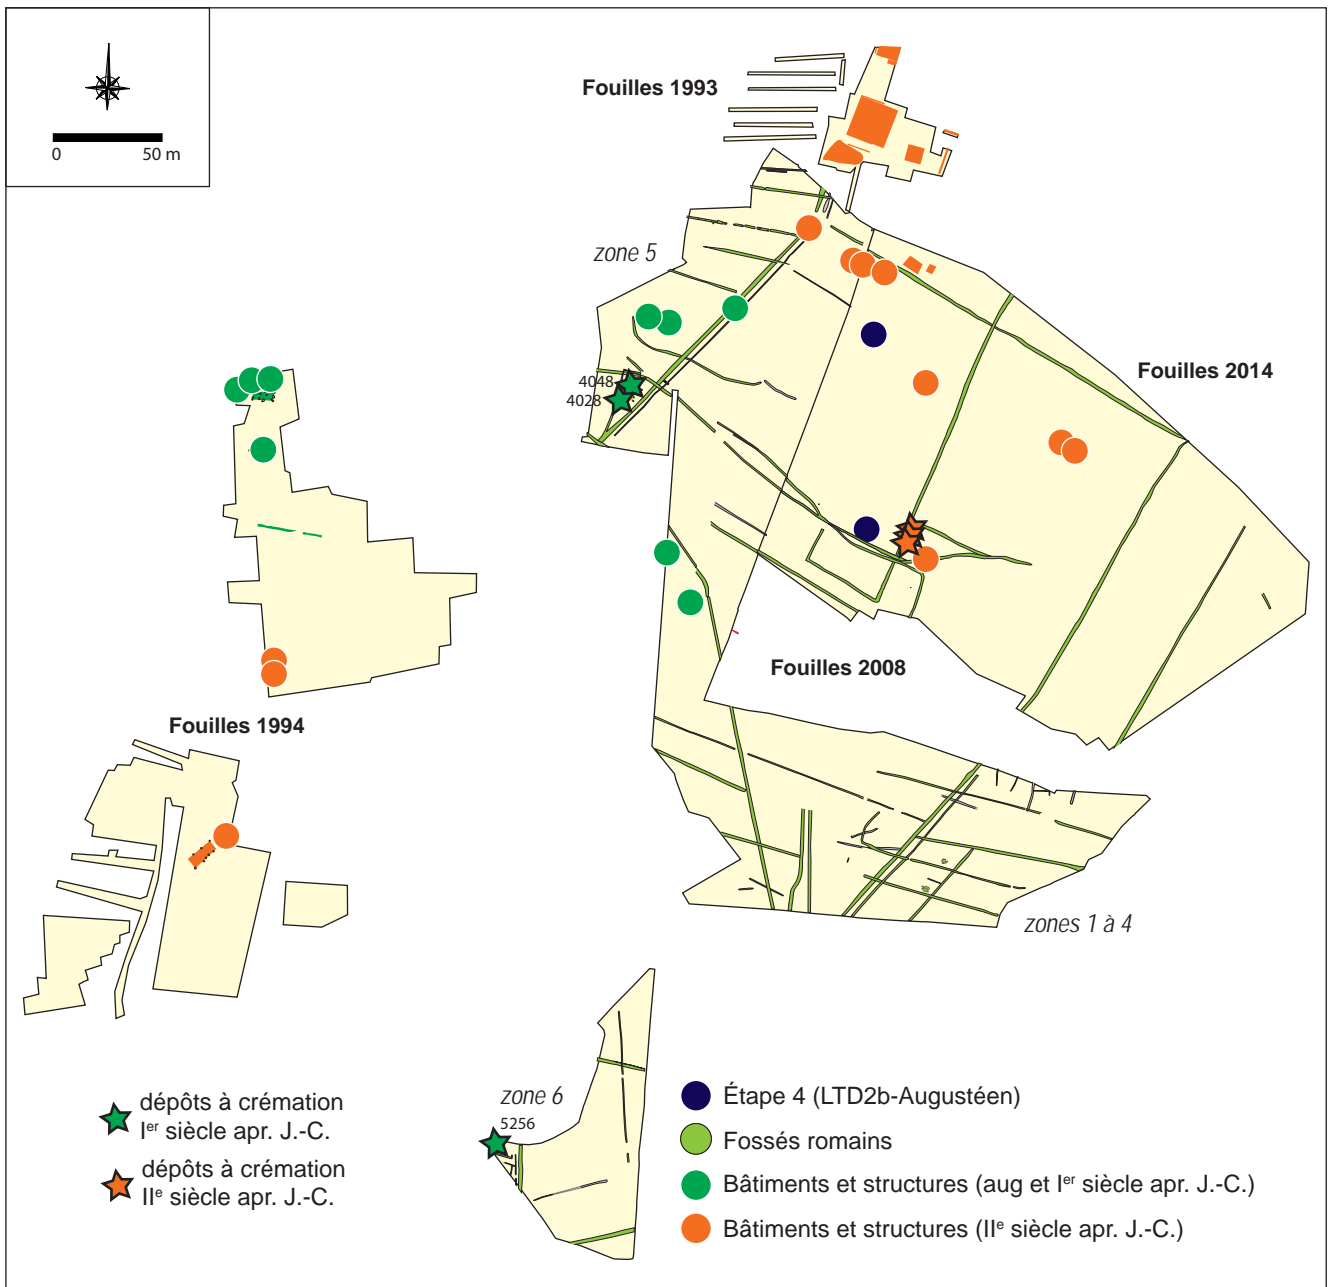 0 50 m
Fouilles 1993
zone 5
Fouilles 2014
4048
4028
Fouilles 2008
Fouilles 1994
zones 1 à 4
zone 6
5256
dépôts à crémation
Ier siècle apr. J.-C.
dépôts à crémation
IIe siècle apr. J.-C.
Étape 4 (LTD2b-Augustéen)
Fossés romains
Bâtiments et structures (aug et Ier siècle apr. J.-C.)
Bâtiments et structures (IIe siècle apr. J.-C.)